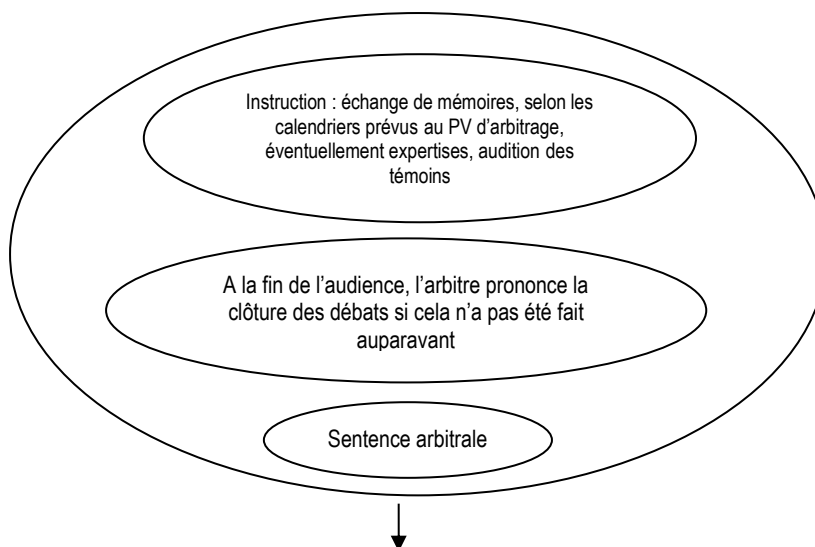 Instruction : échange de mémoires, selon les
calendriers prévus au PV d’arbitrage,
éventuellement expertises, audition des
témoins
A la fin de l’audience, l’arbitre prononce la
clôture des débats si cela n’a pas été fait
auparavant
Sentence arbitrale